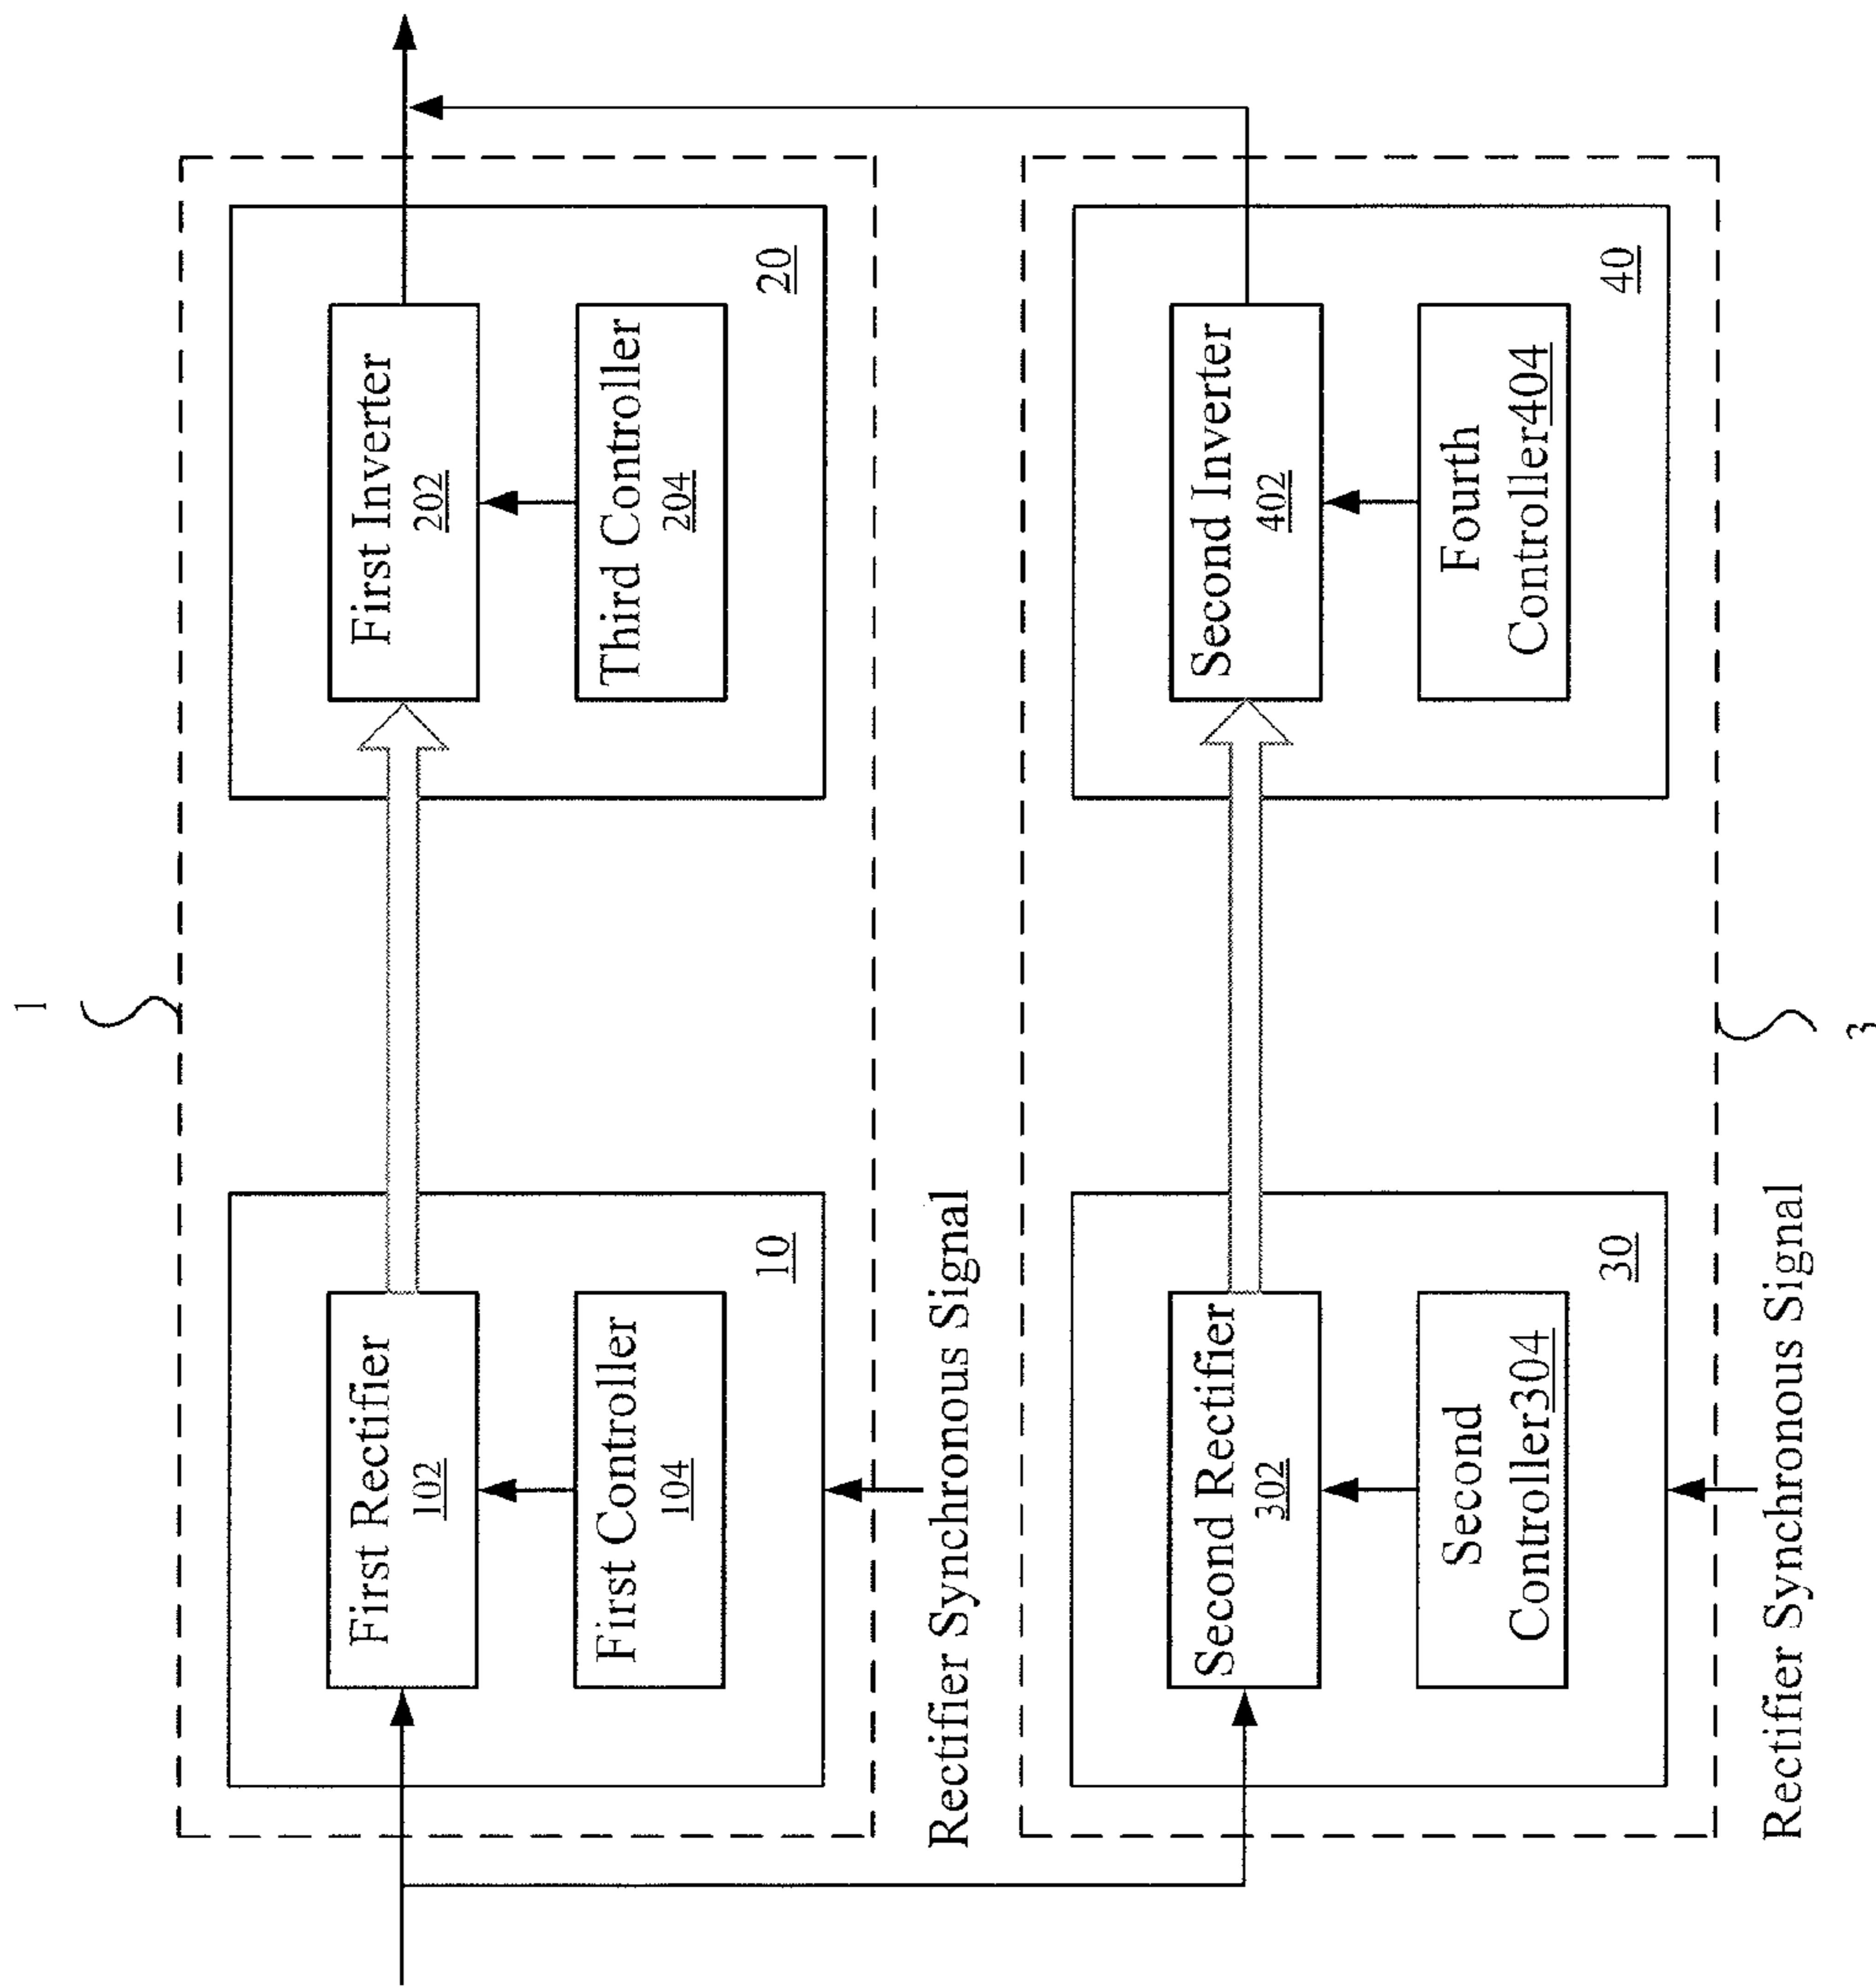 1
First Rectifier
102
First Controller
104
10
First Inverter
202
Third Controller
204
20
Rectifier Synchronous Signal
Second Rectifier
302
Second
Controller304
30
Second Inverter
402
Fourth
Controller404
40
Rectifier Synchronous Signal
3